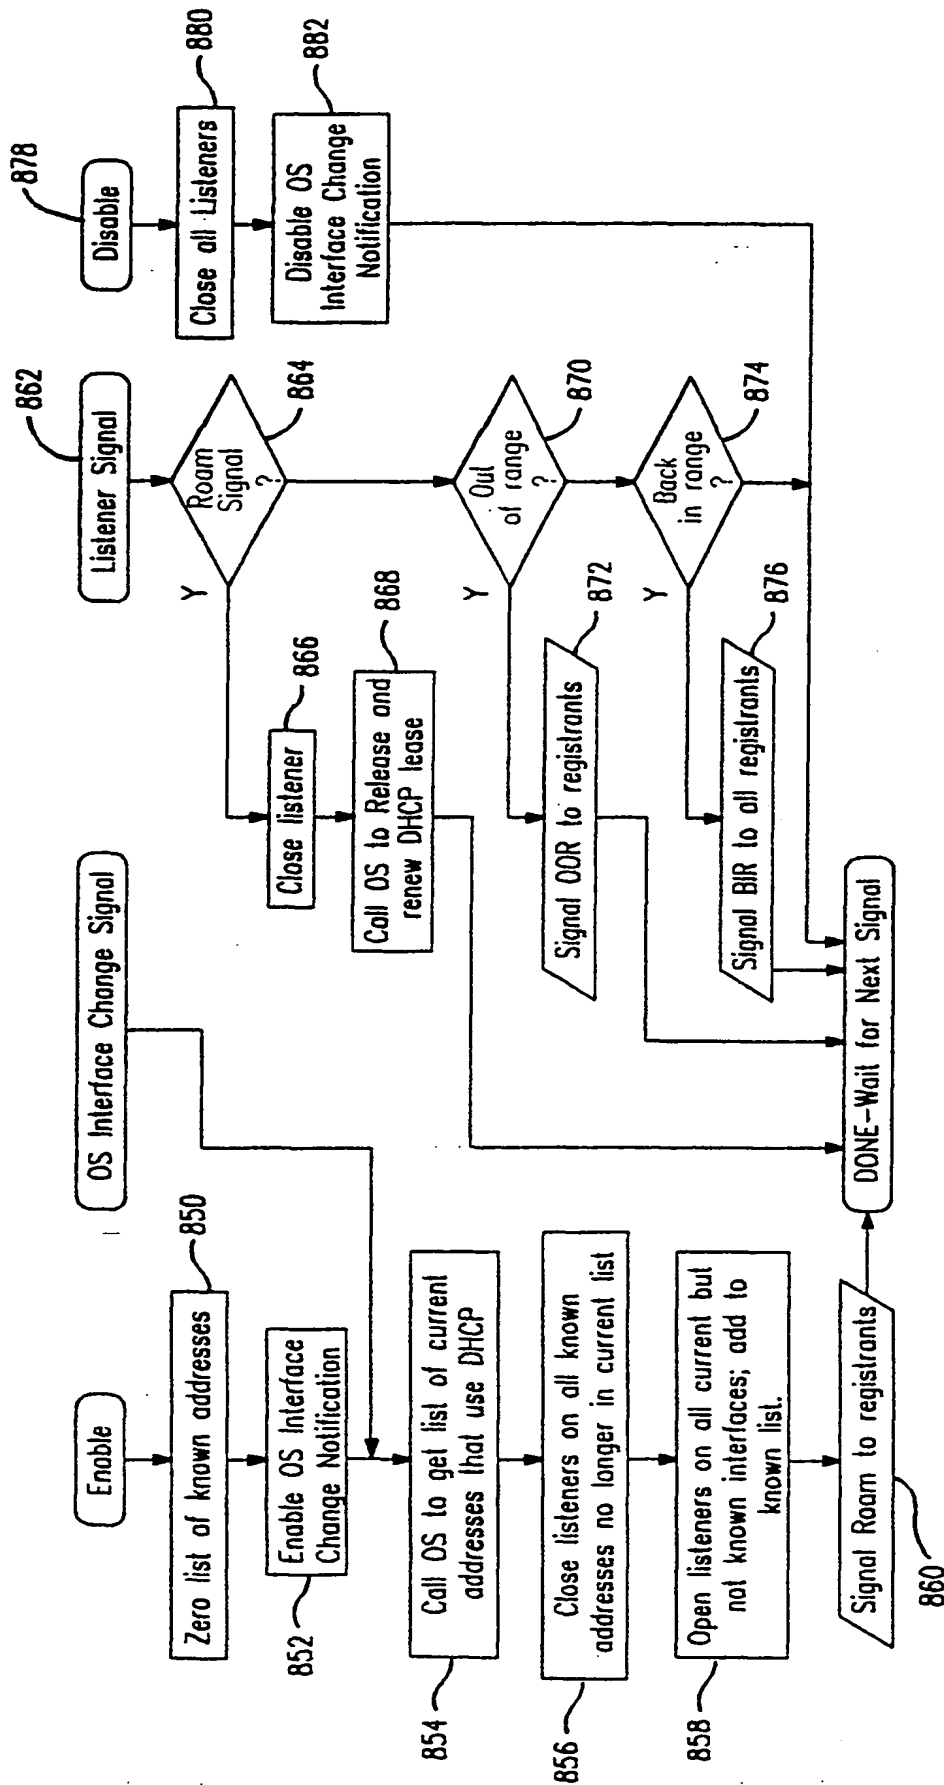 Enable
850
Zero list of known addresses
Enable OS Interface
Change Notification
852
OS Interface Change Signal
Call OS to get list of current
addresses that use DHCP
854
Close listeners on all known
addresses no longer in current list
856
Open listeners on all current but
not known interfaces; add to
known list.
858
Signal Roam to registrants
860
Listener Signal
862
Roam
Signal
?
864
Y
Close listener
866
Call OS to Release and
renew DHCP lease
868
Out
of range
?
870
Y
Signal OOR to registrants
872
Back
in range
?
874
Y
Signal BIR to all registrants
876
Disable
878
Close all Listeners
880
Disable OS
Interface Change
Notification
882
DONE-Wait for Next Signal